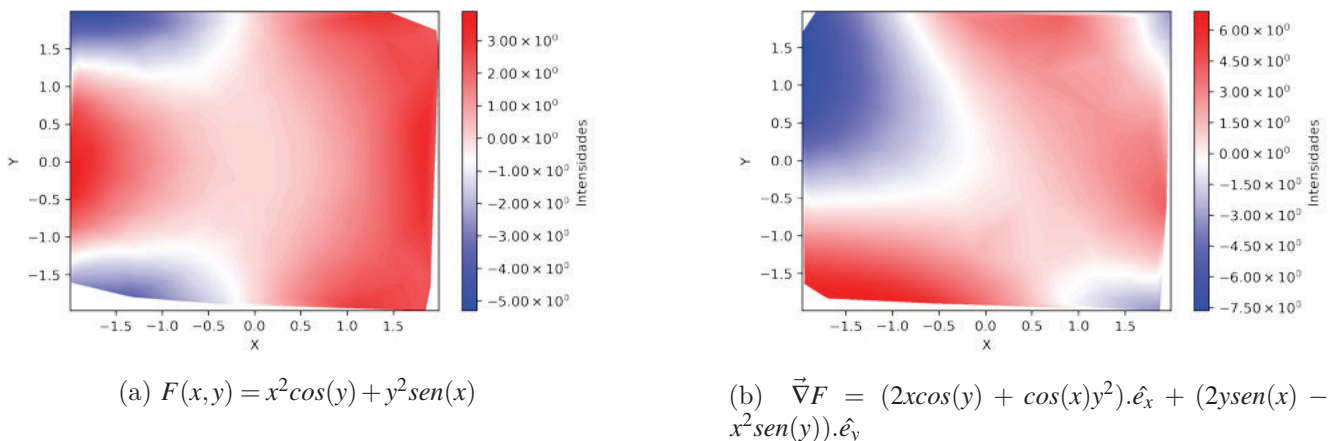 1.5
1.0
0.5
0.0
−0.5
−1.0
−1.5
Y
−1.5 −1.0 −0.5 0.0 0.5 1.0 1.5
X
3.00 × 10⁰
2.00 × 10⁰
1.00 × 10⁰
0.00 × 10⁰
−1.00 × 10⁰
−2.00 × 10⁰
−3.00 × 10⁰
−4.00 × 10⁰
−5.00 × 10⁰
Intensidades
(a) F(x,y) = x²cos(y) + y²sen(x)
1.5
1.0
0.5
0.0
−0.5
−1.0
−1.5
Y
−1.5 −1.0 −0.5 0.0 0.5 1.0 1.5
X
6.00 × 10⁰
4.50 × 10⁰
3.00 × 10⁰
1.50 × 10⁰
0.00 × 10⁰
−1.50 × 10⁰
−3.00 × 10⁰
−4.50 × 10⁰
−6.00 × 10⁰
−7.50 × 10⁰
Intensidades
(b) ∇⃗F = (2xcos(y) + cos(x)y²).ê_x + (2ysen(x) −
x²sen(y)).ê_y